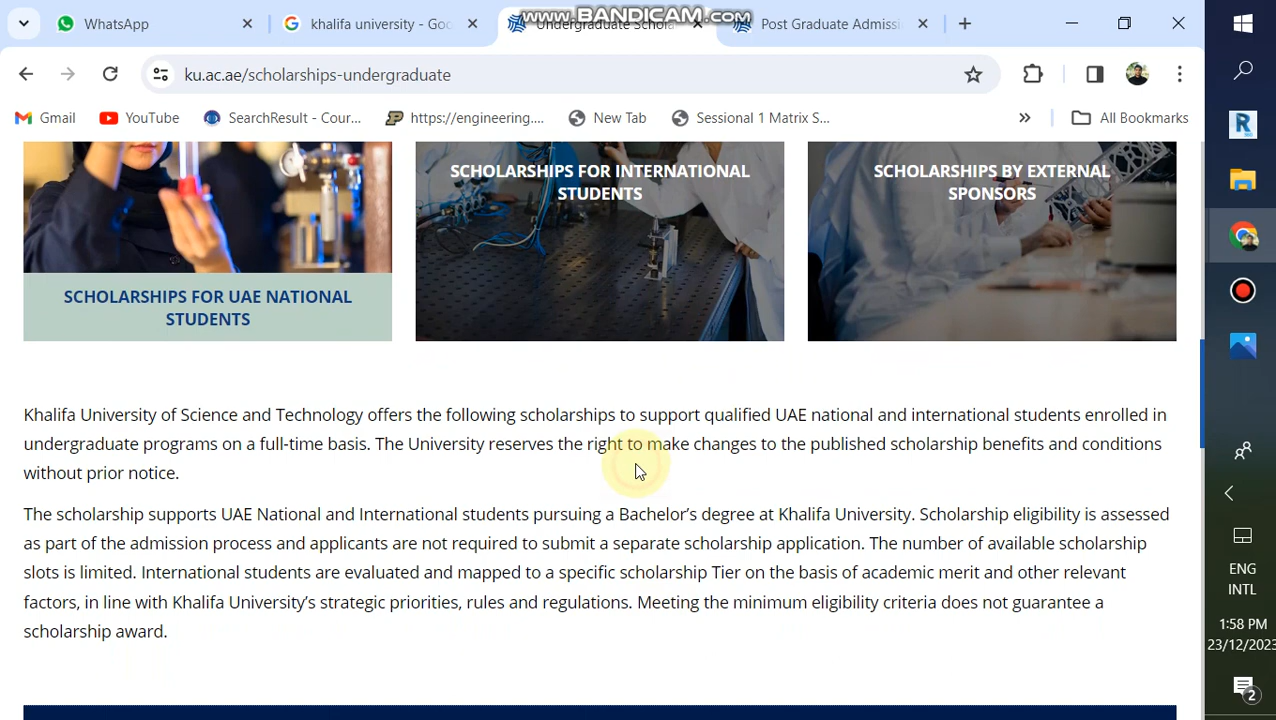 WhatsApp
khalifa university - Goo
Undergraduate Schola
Post Graduate Admissi
www.BANDICAM.com
ku.ac.ae/scholarships-undergraduate
Gmail
YouTube
SearchResult - Cour...
https://engineering....
New Tab
Sessional 1 Matrix S...
All Bookmarks
SCHOLARSHIPS FOR UAE NATIONAL
STUDENTS
SCHOLARSHIPS FOR INTERNATIONAL
STUDENTS
SCHOLARSHIPS BY EXTERNAL
SPONSORS
Khalifa University of Science and Technology offers the following scholarships to support qualified UAE national and international students enrolled in
undergraduate programs on a full-time basis. The University reserves the right to make changes to the published scholarship benefits and conditions
without prior notice.
The scholarship supports UAE National and International students pursuing a Bachelor’s degree at Khalifa University. Scholarship eligibility is assessed
as part of the admission process and applicants are not required to submit a separate scholarship application. The number of available scholarship
slots is limited. International students are evaluated and mapped to a specific scholarship Tier on the basis of academic merit and other relevant
factors, in line with Khalifa University’s strategic priorities, rules and regulations. Meeting the minimum eligibility criteria does not guarantee a
scholarship award.
ENG
INTL
1:58 PM
23/12/2023
2